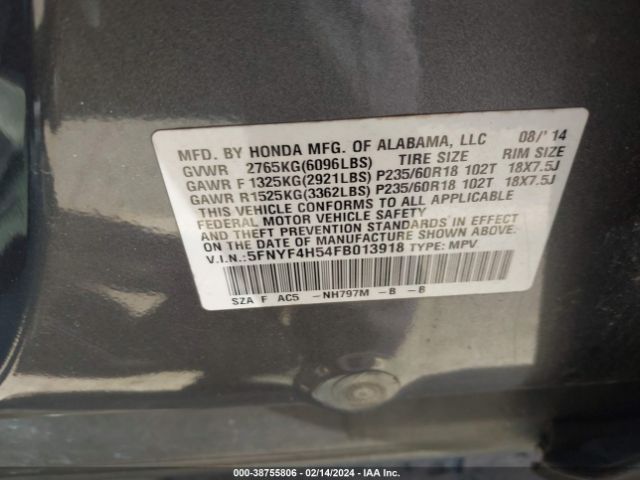 MFD. BY HONDA MFG. OF ALABAMA, LLC 08/'14
GVWR 2765KG(6096LBS) TIRE SIZE RIM SIZE
GAWR F 1325KG(2921LBS) P235/60R18 102T 18X7.5J
GAWR R1525KG(3362LBS) P235/60R18 102T 18X7.5J
THIS VEHICLE CONFORMS TO ALL APPLICABLE
FEDERAL MOTOR VEHICLE SAFETY
AND THEFT PREVENTION STANDARDS IN EFFECT
ON THE DATE OF MANUFACTURE SHOWN ABOVE.
V.I.N.:5FNYF4H54FB013918 TYPE: MPV
SZA F AC5 -NH797M -B -B
000-38755806 - 02/14/2024 - IAA Inc.